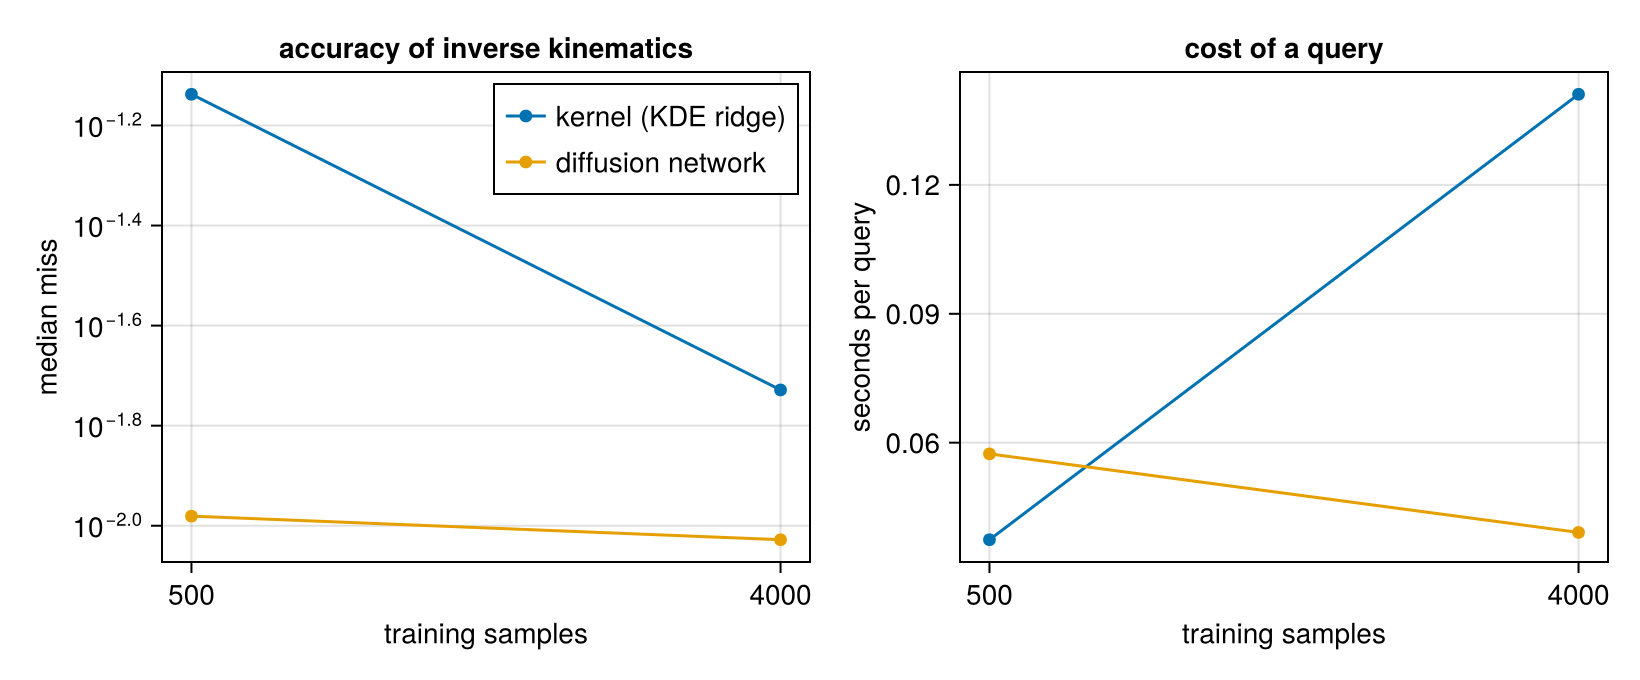 accuracy of inverse kinematics
median miss
10^−1.2
10^−1.4
10^−1.6
10^−1.8
10^−2.0
kernel (KDE ridge)
diffusion network
500
4000
training samples
cost of a query
seconds per query
0.12
0.09
0.06
500
4000
training samples